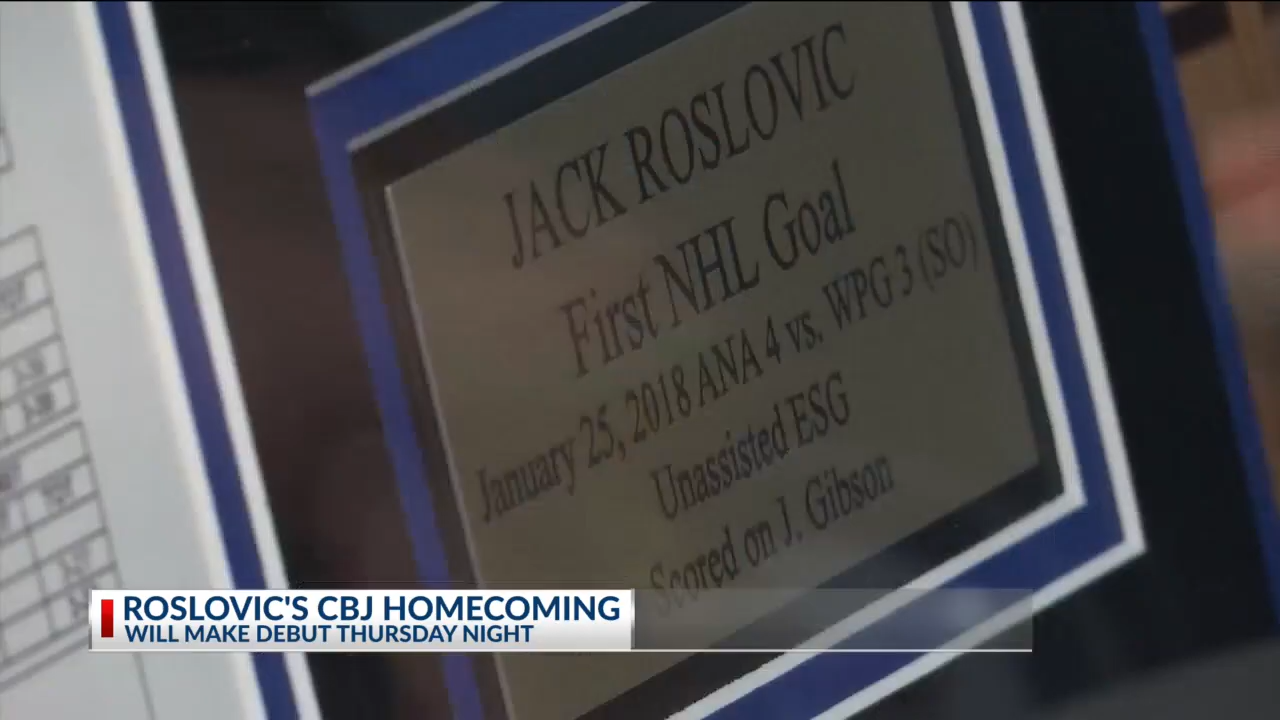 JACK ROSLOVIC
First NHL Goal
January 25, 2018 ANA 4 vs. WPG 3 (SO)
Unassisted ESG
Scored on J. Gibson
ROSLOVIC'S CBJ HOMECOMING
WILL MAKE DEBUT THURSDAY NIGHT